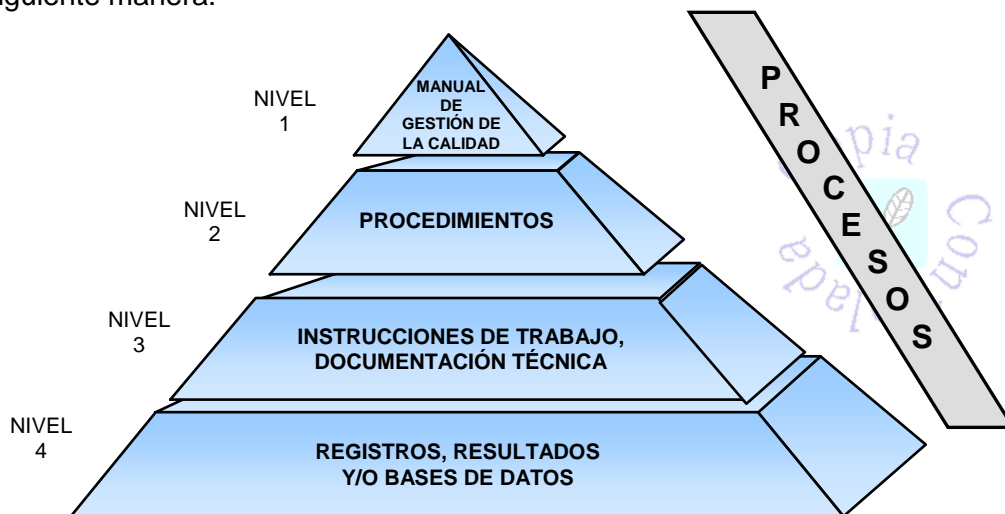 siguiente manera:
NIVEL
1
MANUAL
DE
GESTIÓN DE
LA CALIDAD
NIVEL
2
PROCEDIMIENTOS
NIVEL
3
INSTRUCCIONES DE TRABAJO,
DOCUMENTACIÓN TÉCNICA
NIVEL
4
REGISTROS, RESULTADOS
Y/O BASES DE DATOS
PROCESOS